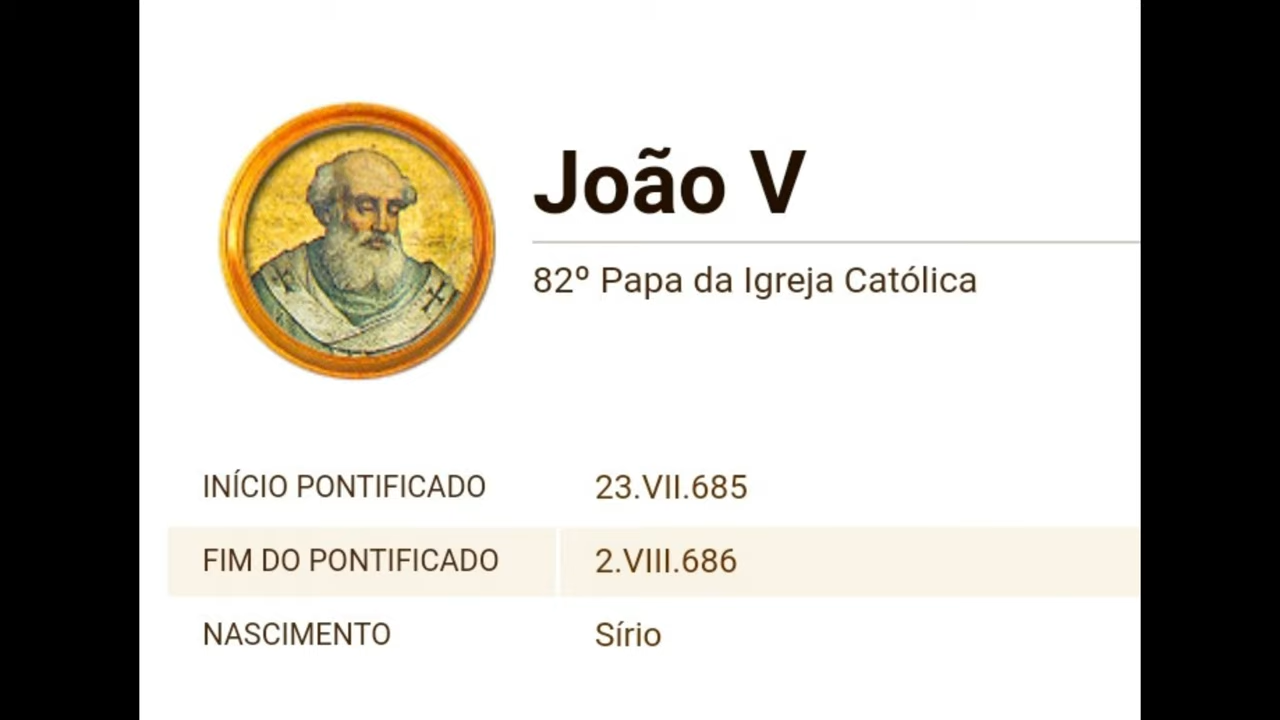 João V
82º Papa da Igreja Católica
INÍCIO PONTIFICADO 23.VII.685
FIM DO PONTIFICADO 2.VIII.686
NASCIMENTO Sírio